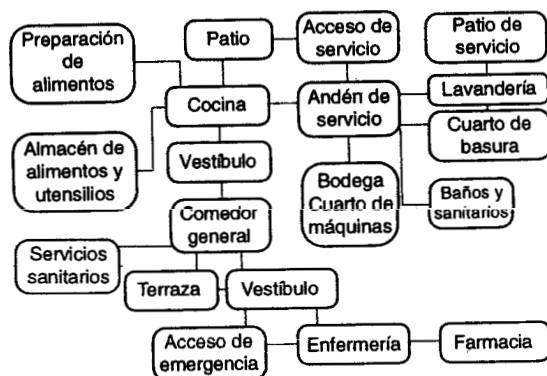 Preparación
de
alimentos
Patio
Acceso de
servicio
Patio de
servicio
Cocina
Andén de
servicio
Lavandería
Cuarto de
basura
Almacén de
alimentos y
utensilios
Vestíbulo
Bodega
Cuarto de
máquinas
Baños y
sanitarios
Comedor
general
Servicios
sanitarios
Terraza
Vestíbulo
Acceso de
emergencia
Enfermería
Farmacia